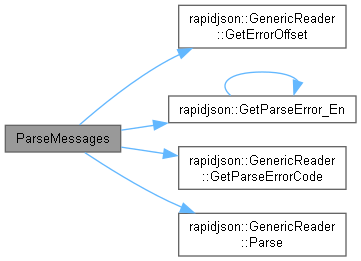 rapidjson::GenericReader
::GetErrorOffset
rapidjson::GetParseError_En
ParseMessages
rapidjson::GenericReader
::GetParseErrorCode
rapidjson::GenericReader
::Parse